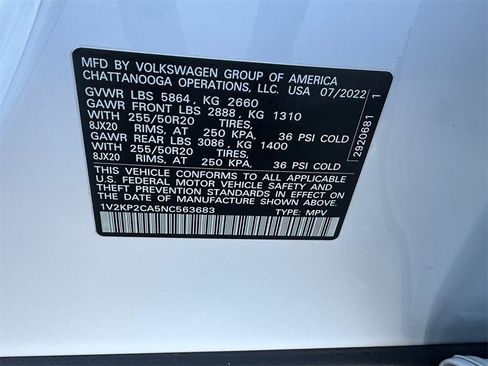 MFD BY VOLKSWAGEN GROUP OF AMERICA
CHATTANOOGA OPERATIONS, LLC. USA 07/2022
GVWR LBS 5864, KG 2660
GAWR FRONT LBS 2888, KG 1310
WITH 255/50R20 TIRES,
8JX20 RIMS, AT 250 KPA, 36 PSI COLD
GAWR REAR LBS 3086, KG 1400
WITH 255/50R20 TIRES,
8JX20 RIMS, AT 250 KPA, 36 PSI COLD
THIS VEHICLE CONFORMS TO ALL APPLICABLE
U.S. FEDERAL MOTOR VEHICLE SAFETY AND
THEFT PREVENTION STANDARDS IN EFFECT ON
THE DATE OF MANUFACTURE SHOWN ABOVE.
1V2KP2CA5NC563683 TYPE: MPV
2920681 1